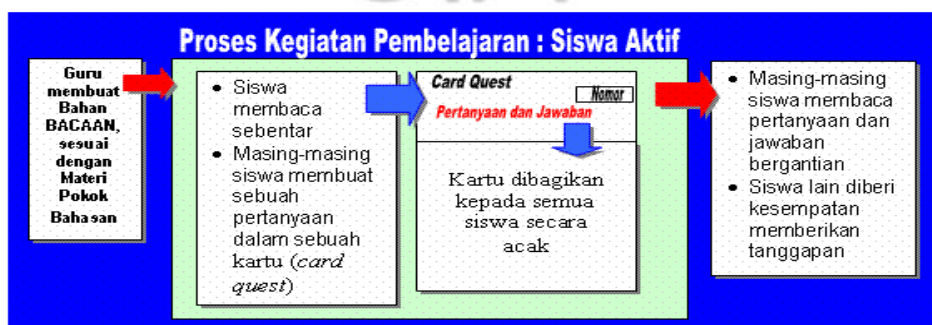 Proses Kegiatan Pembelajaran : Siswa Aktif
Guru
membuat
Bahan
BACAAN,
sesuai
dengan
Materi
Pokok
Bahasan
• Siswa
membaca
sebentar
• Masing-masing
siswa membuat
sebuah
pertanyaan
dalam sebuah
kartu (card
quest)
Card Quest
Nomor
Pertanyaan dan Jawaban
Kartu dibagikan
kepada semua
siswa secara
acak
• Masing-masing
siswa membaca
pertanyaan dan
jawaban
bergantian
• Siswa lain diberi
kesempatan
memberikan
tanggapan